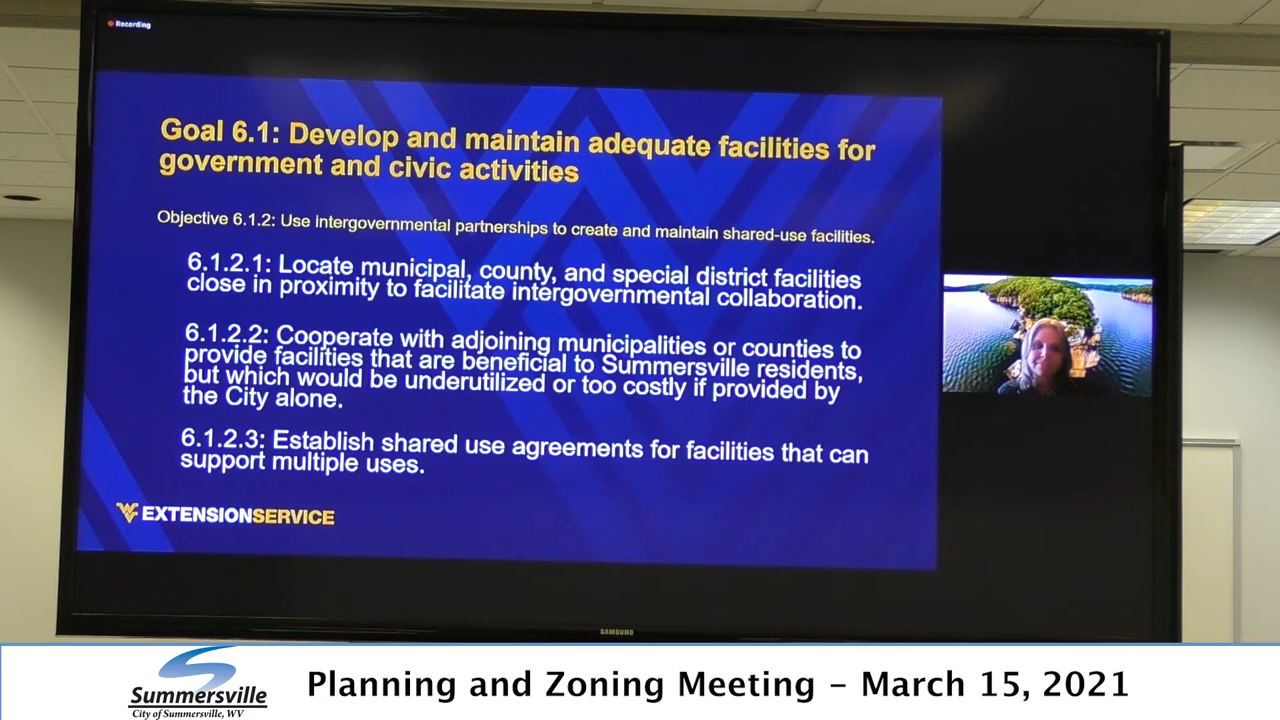 Recording
Goal 6.1: Develop and maintain adequate facilities for
government and civic activities
Objective 6.1.2: Use intergovernmental partnerships to create and maintain shared-use facilities.
6.1.2.1: Locate municipal, county, and special district facilities
close in proximity to facilitate intergovernmental collaboration.
6.1.2.2: Cooperate with adjoining municipalities or counties to
provide facilities that are beneficial to Summersville residents,
but which would be underutilized or too costly if provided by
the City alone.
6.1.2.3: Establish shared use agreements for facilities that can
support multiple uses.
WV EXTENSIONSERVICE
SAMSUNG
Summersville
City of Summersville, WV
Planning and Zoning Meeting – March 15, 2021